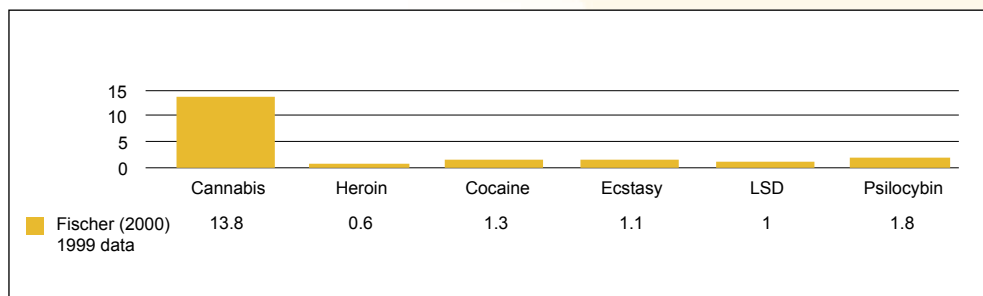 15
10
5
0
Cannabis Heroin Cocaine Ecstasy LSD Psilocybin
Fischer (2000) 13.8 0.6 1.3 1.1 1 1.8
1999 data